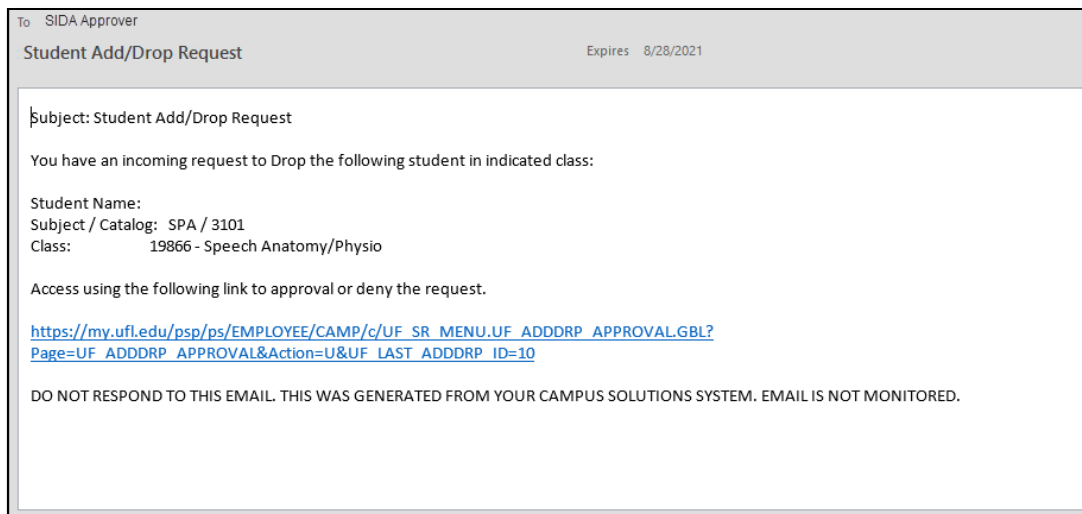 To SIDA Approver
Student Add/Drop Request Expires 8/28/2021
Subject: Student Add/Drop Request
You have an incoming request to Drop the following student in indicated class:
Student Name:
Subject / Catalog: SPA / 3101
Class: 19866 - Speech Anatomy/Physio
Access using the following link to approval or deny the request.
https://my.ufl.edu/psp/ps/EMPLOYEE/CAMP/c/UF_SR_MENU.UF_ADDDRP_APPROVAL.GBL?
Page=UF_ADDDRP_APPROVAL&Action=U&UF_LAST_ADDDRP_ID=10
DO NOT RESPOND TO THIS EMAIL. THIS WAS GENERATED FROM YOUR CAMPUS SOLUTIONS SYSTEM. EMAIL IS NOT MONITORED.